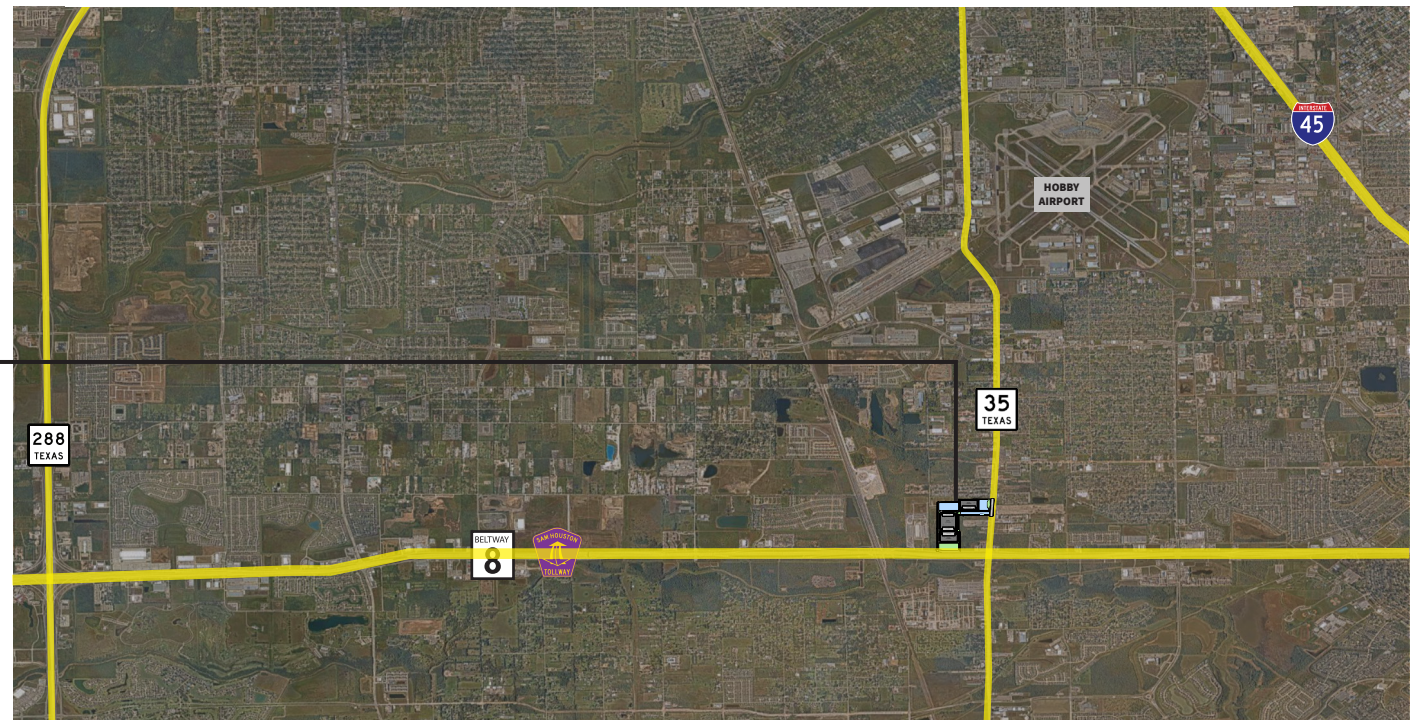 INTERSTATE
45
HOBBY
AIRPORT
35
TEXAS
288
TEXAS
BELTWAY
8
SAM HOUSTON
TOLLWAY